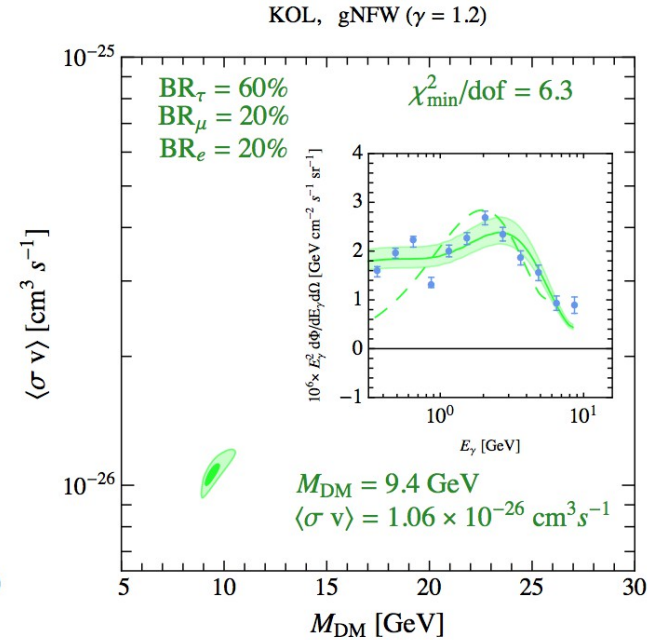 KOL, gNFW (γ = 1.2)
10⁻²⁵
BR_τ = 60%
BR_μ = 20%
BR_e = 20%
χ²_min/dof = 6.3
10⁶× E_γ² dΦ/dE_γdΩ [GeV cm⁻² s⁻¹ sr⁻¹]
4
3
2
1
0
−1
10⁰ 10¹
E_γ [GeV]
⟨σ v⟩ [cm³ s⁻¹]
10⁻²⁶
M_DM = 9.4 GeV
⟨σ v⟩ = 1.06 × 10⁻²⁶ cm³s⁻¹
5 10 15 20 25 30
M_DM [GeV]